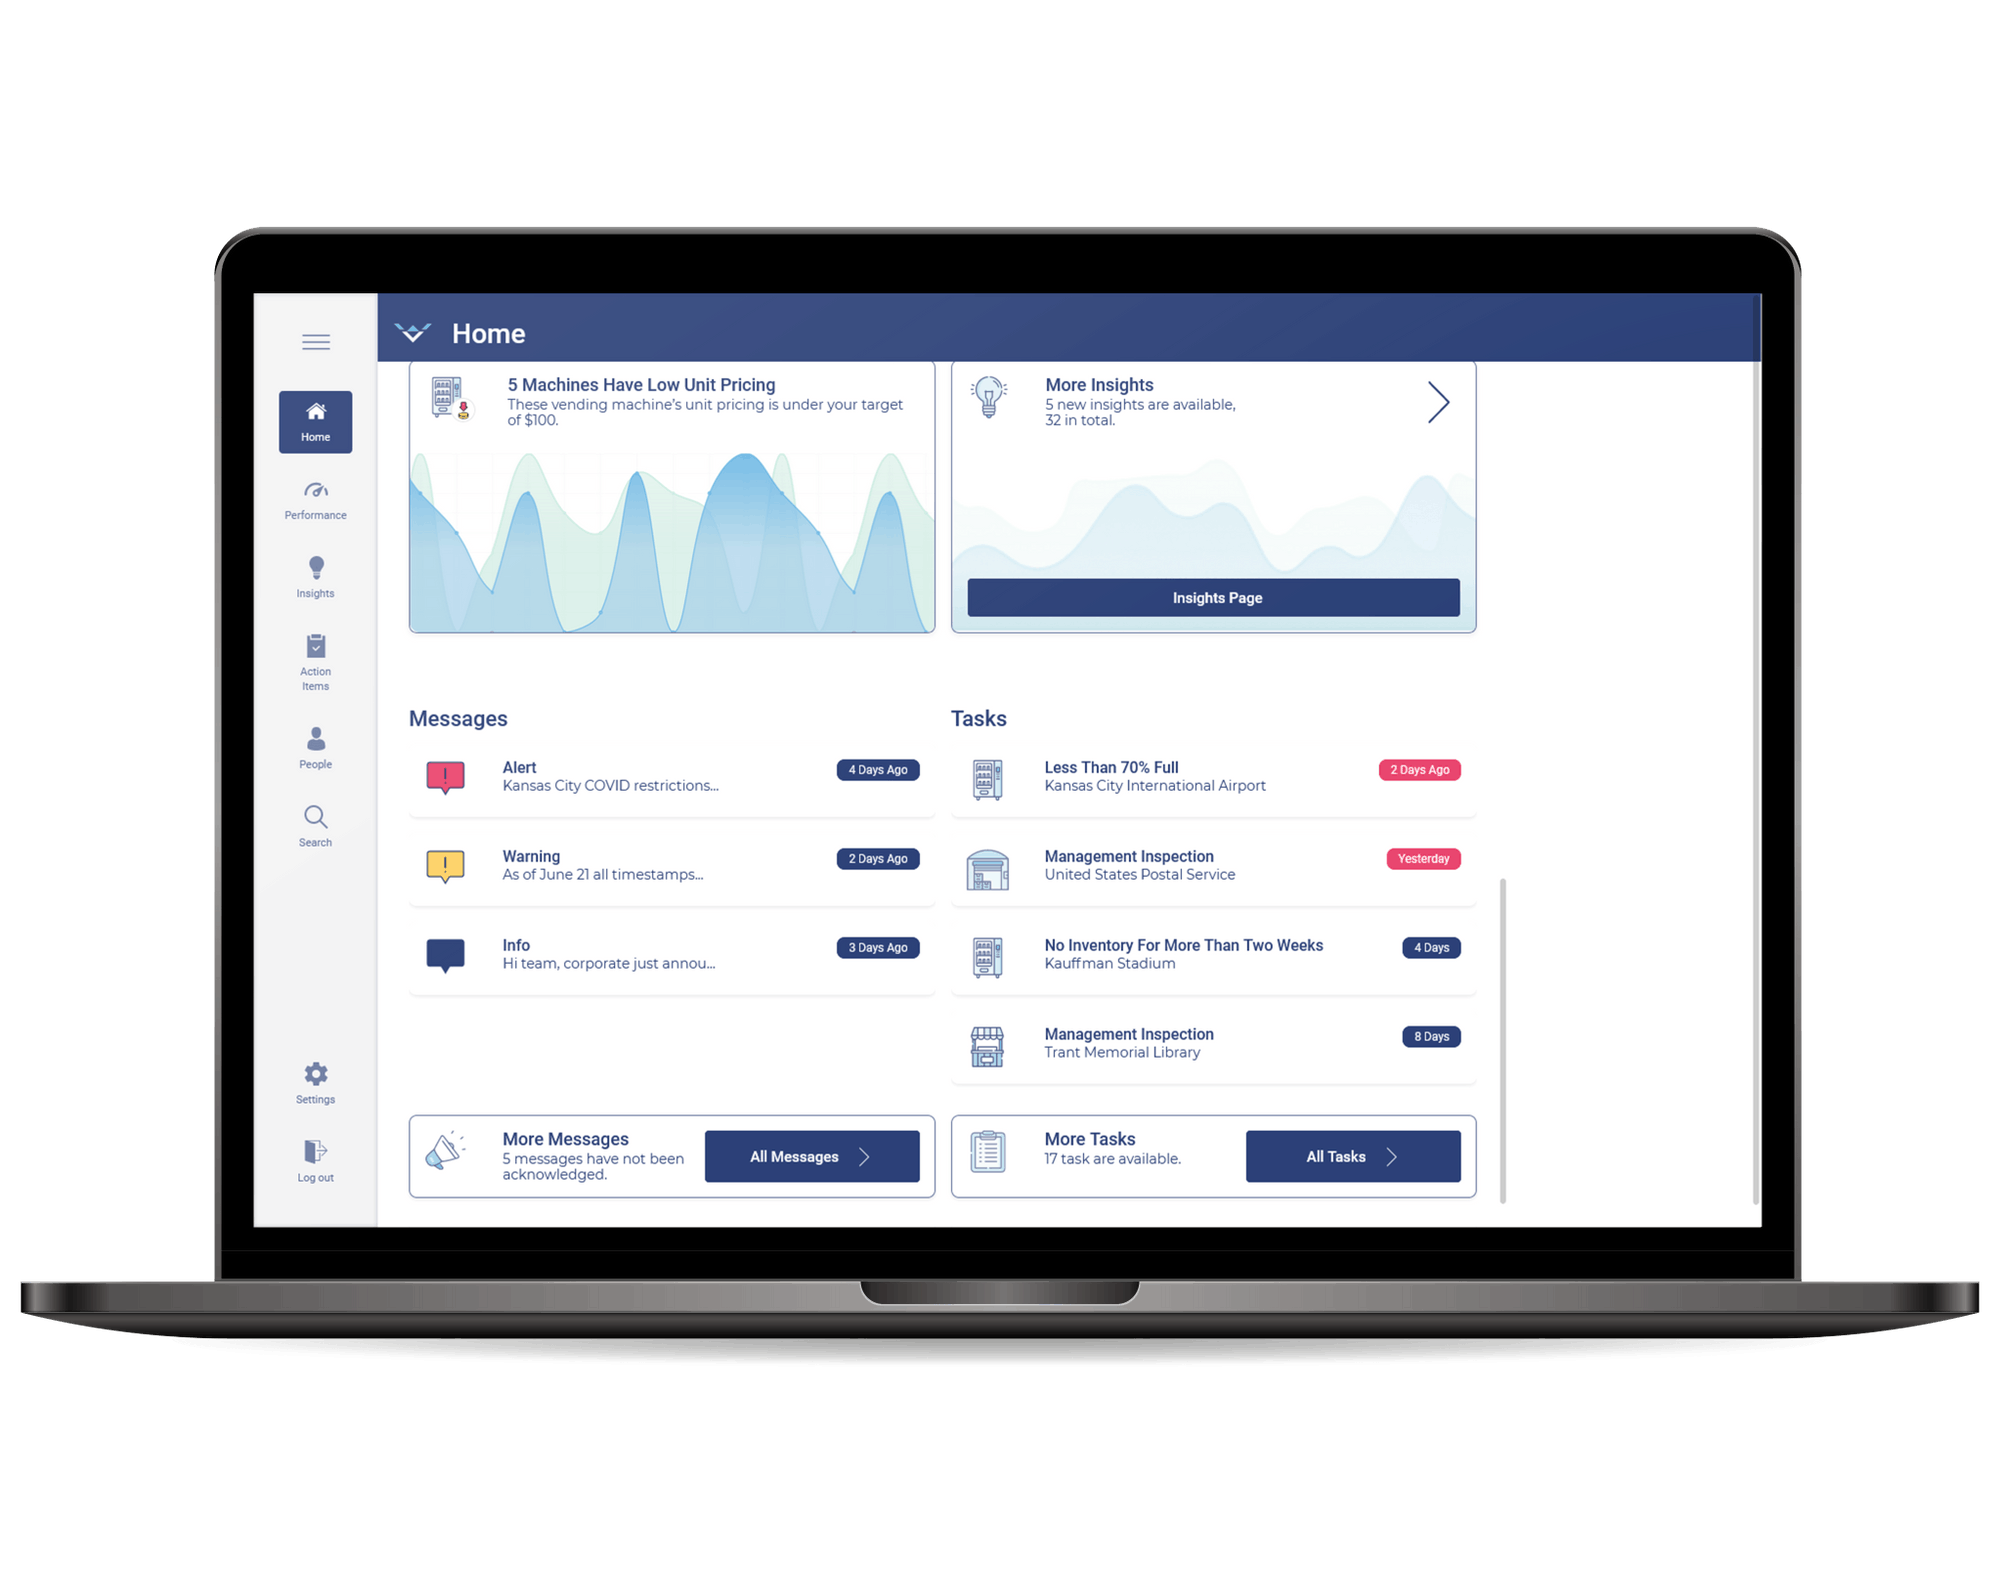 Home
Home
Performance
Insights
Action
Items
People
Search
Settings
Log out
5 Machines Have Low Unit Pricing
These vending machine's unit pricing is under your target
of $100.
More Insights
5 new insights are available,
32 in total.
Insights Page
Messages
Alert
Kansas City COVID restrictions...
4 Days Ago
Warning
As of June 21 all timestamps...
2 Days Ago
Info
Hi team, corporate just annou...
3 Days Ago
More Messages
5 messages have not been
acknowledged.
All Messages
Tasks
Less Than 70% Full
Kansas City International Airport
2 Days Ago
Management Inspection
United States Postal Service
Yesterday
No Inventory For More Than Two Weeks
Kauffman Stadium
4 Days
Management Inspection
Trant Memorial Library
8 Days
More Tasks
17 task are available.
All Tasks